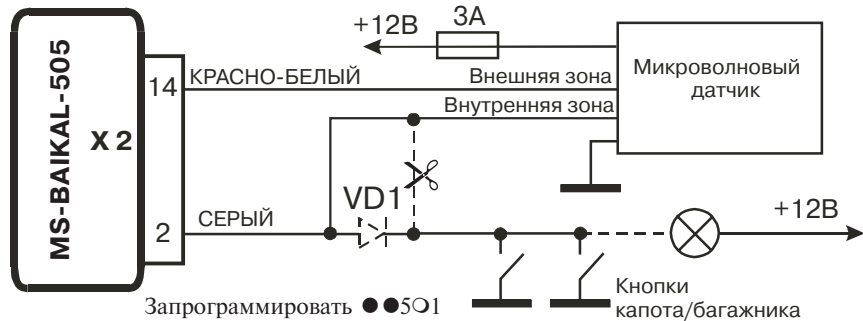 MS-BAIKAL-505
X 2
14
2
КРАСНО-БЕЛЫЙ
СЕРЫЙ
+12В
3А
Внешняя зона
Внутренняя зона
Микроволновый
датчик
VD1
+12В
Кнопки
капота/багажника
Запрограммировать ●●5❍1